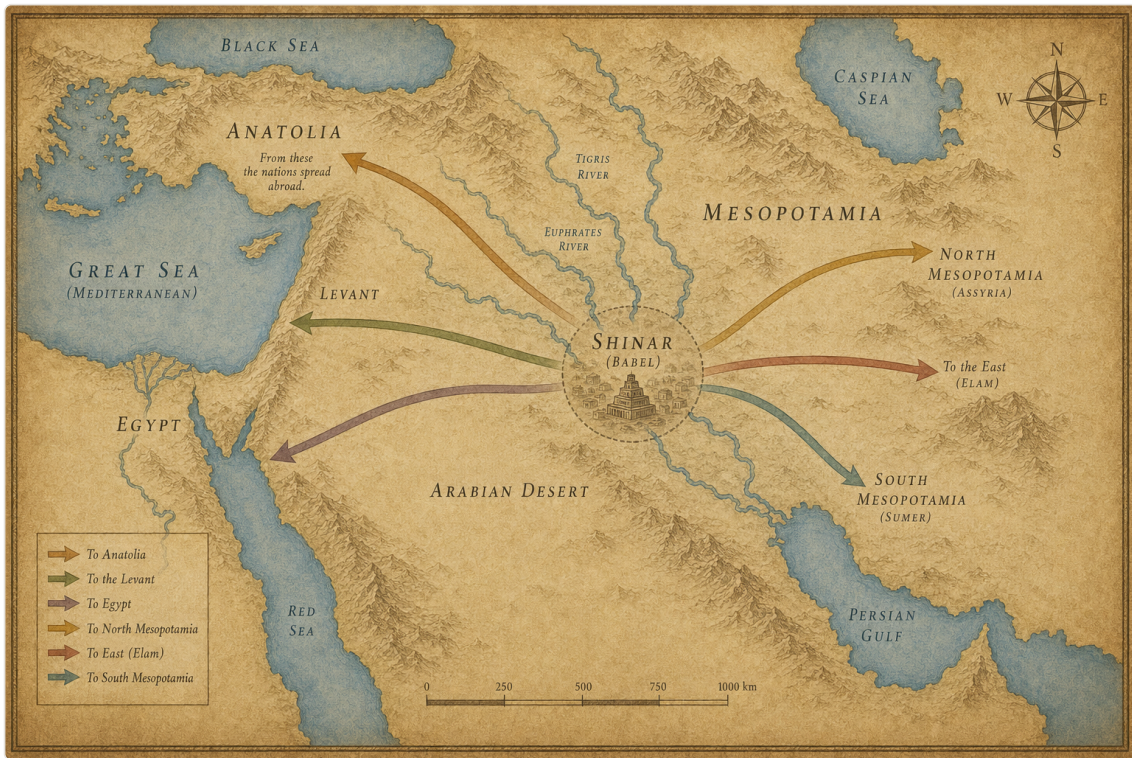 BLACK SEA
CASPIAN
SEA
N
W
E
S
ANATOLIA
From these
the nations spread
abroad.
TIGRIS
RIVER
MESOPOTAMIA
EUPHRATES
RIVER
GREAT SEA
(MEDITERRANEAN)
LEVANT
NORTH
MESOPOTAMIA
(ASSYRIA)
SHINAR
(BABEL)
To the East
(ELAM)
EGYPT
ARABIAN DESERT
SOUTH
MESOPOTAMIA
(SUMER)
To Anatolia
To the Levant
To Egypt
To North Mesopotamia
To East (Elam)
To South Mesopotamia
RED
SEA
PERSIAN
GULF
0 250 500 750 1000 km